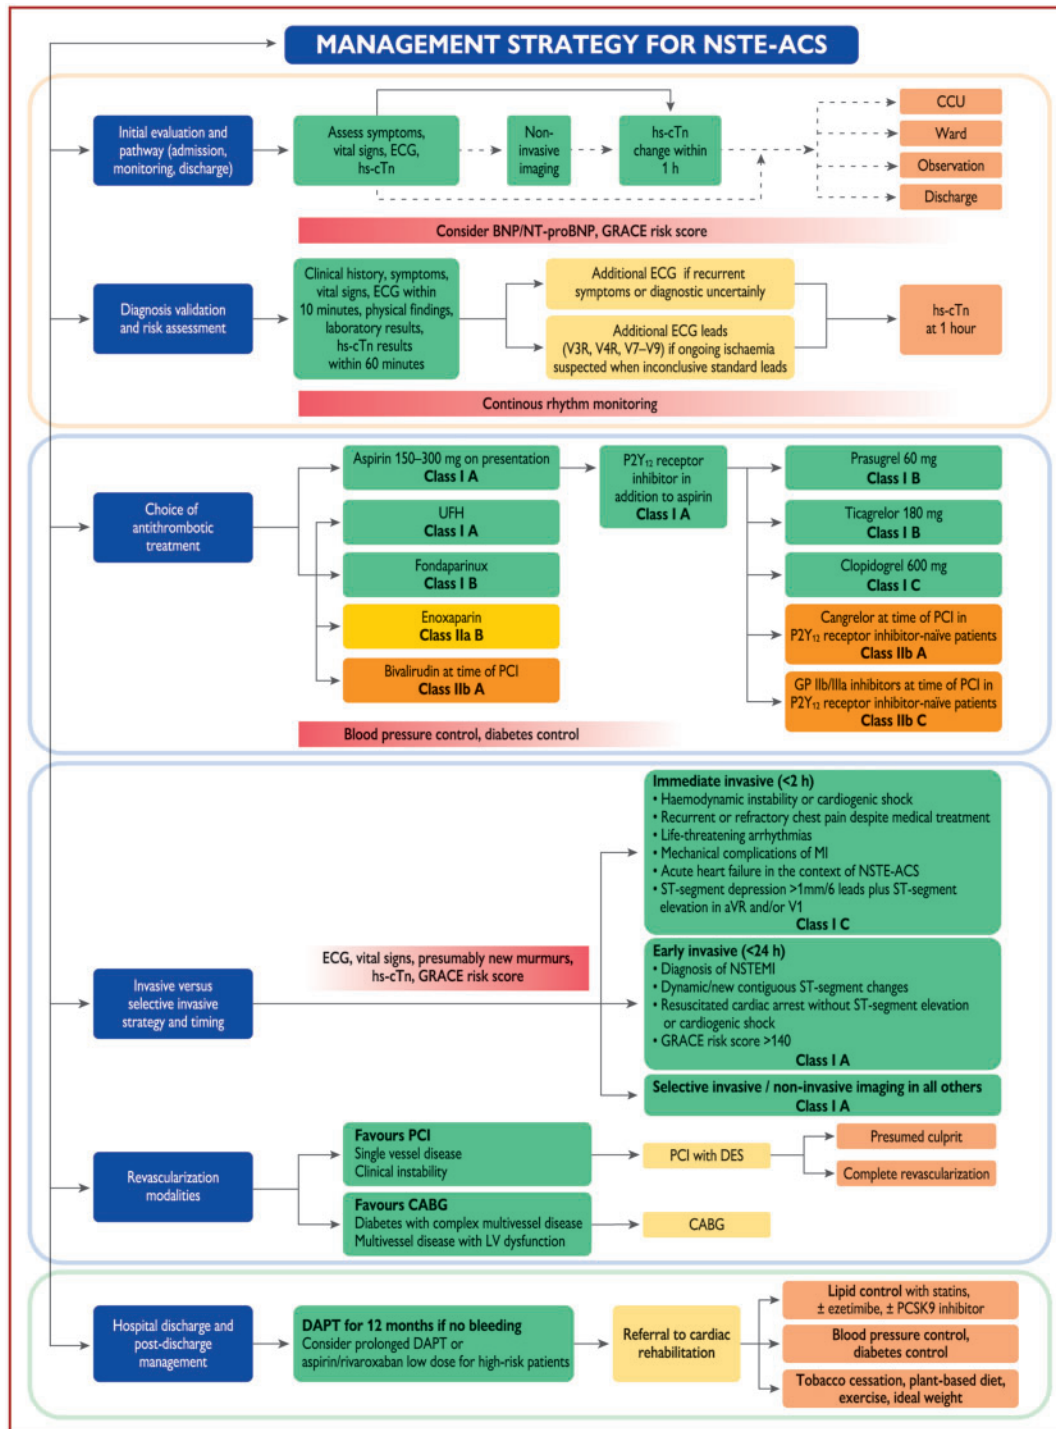 MANAGEMENT STRATEGY FOR NSTE-ACS
Initial evaluation and
pathway (admission,
monitoring, discharge)
Assess symptoms,
vital signs, ECG,
hs-cTn
Non-
invasive
imaging
hs-cTn
change within
1 h
CCU
Ward
Observation
Discharge
Consider BNP/NT-proBNP, GRACE risk score
Diagnosis validation
and risk assessment
Clinical history, symptoms,
vital signs, ECG within
10 minutes, physical findings,
laboratory results,
hs-cTn results
within 60 minutes
Additional ECG if recurrent
symptoms or diagnostic uncertainly
Additional ECG leads
(V3R, V4R, V7–V9) if ongoing ischaemia
suspected when inconclusive standard leads
hs-cTn
at 1 hour
Continous rhythm monitoring
Choice of
antithrombotic
treatment
Aspirin 150–300 mg on presentation
Class I A
UFH
Class I A
Fondaparinux
Class I B
Enoxaparin
Class IIa B
Bivalirudin at time of PCI
Class IIb A
P2Y₁₂ receptor
inhibitor in
addition to aspirin
Class I A
Prasugrel 60 mg
Class I B
Ticagrelor 180 mg
Class I B
Clopidogrel 600 mg
Class I C
Cangrelor at time of PCI in
P2Y₁₂ receptor inhibitor-naïve patients
Class IIb A
GP IIb/IIIa inhibitors at time of PCI in
P2Y₁₂ receptor inhibitor-naïve patients
Class IIb C
Blood pressure control, diabetes control
Invasive versus
selective invasive
strategy and timing
ECG, vital signs, presumably new murmurs,
hs-cTn, GRACE risk score
Immediate invasive (<2 h)
• Haemodynamic instability or cardiogenic shock
• Recurrent or refractory chest pain despite medical treatment
• Life-threatening arrhythmias
• Mechanical complications of MI
• Acute heart failure in the context of NSTE-ACS
• ST-segment depression >1mm/6 leads plus ST-segment
elevation in aVR and/or V1
Class I C
Early invasive (<24 h)
• Diagnosis of NSTEMI
• Dynamic/new contiguous ST-segment changes
• Resuscitated cardiac arrest without ST-segment elevation
or cardiogenic shock
• GRACE risk score >140
Class I A
Selective invasive / non-invasive imaging in all others
Class I A
Revascularization
modalities
Favours PCI
Single vessel disease
Clinical instability
Favours CABG
Diabetes with complex multivessel disease
Multivessel disease with LV dysfunction
PCI with DES
CABG
Presumed culprit
Complete revascularization
Hospital discharge and
post-discharge
management
DAPT for 12 months if no bleeding
Consider prolonged DAPT or
aspirin/rivaroxaban low dose for high-risk patients
Referral to cardiac
rehabilitation
Lipid control with statins,
± ezetimibe, ± PCSK9 inhibitor
Blood pressure control,
diabetes control
Tobacco cessation, plant-based diet,
exercise, ideal weight